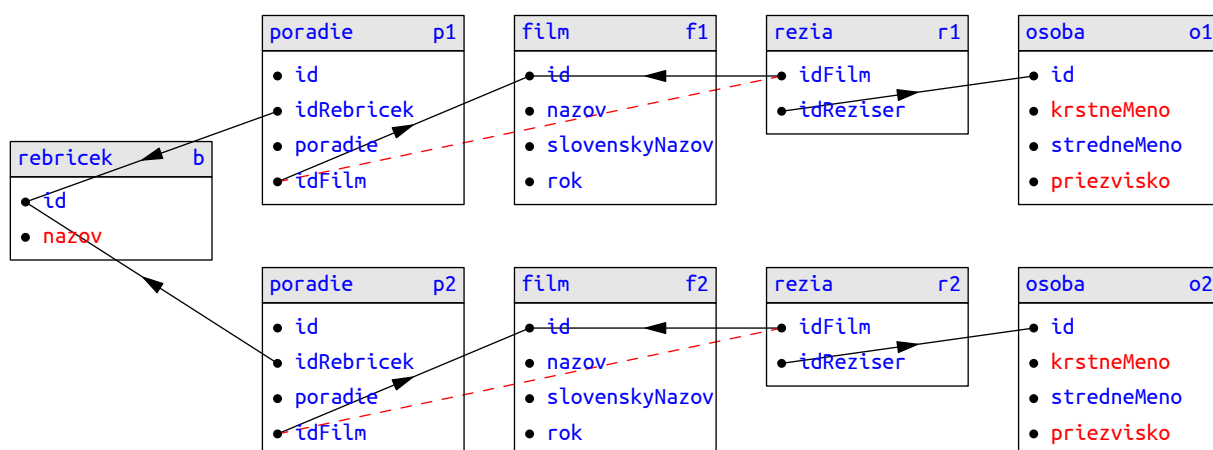 poradie p1
id
idRebricek
poradie
idFilm
film f1
id
nazov
slovenskyNazov
rok
rezia r1
idFilm
idReziser
osoba o1
id
krstneMeno
stredneMeno
priezvisko
rebricek b
id
nazov
poradie p2
id
idRebricek
poradie
idFilm
film f2
id
nazov
slovenskyNazov
rok
rezia r2
idFilm
idReziser
osoba o2
id
krstneMeno
stredneMeno
priezvisko